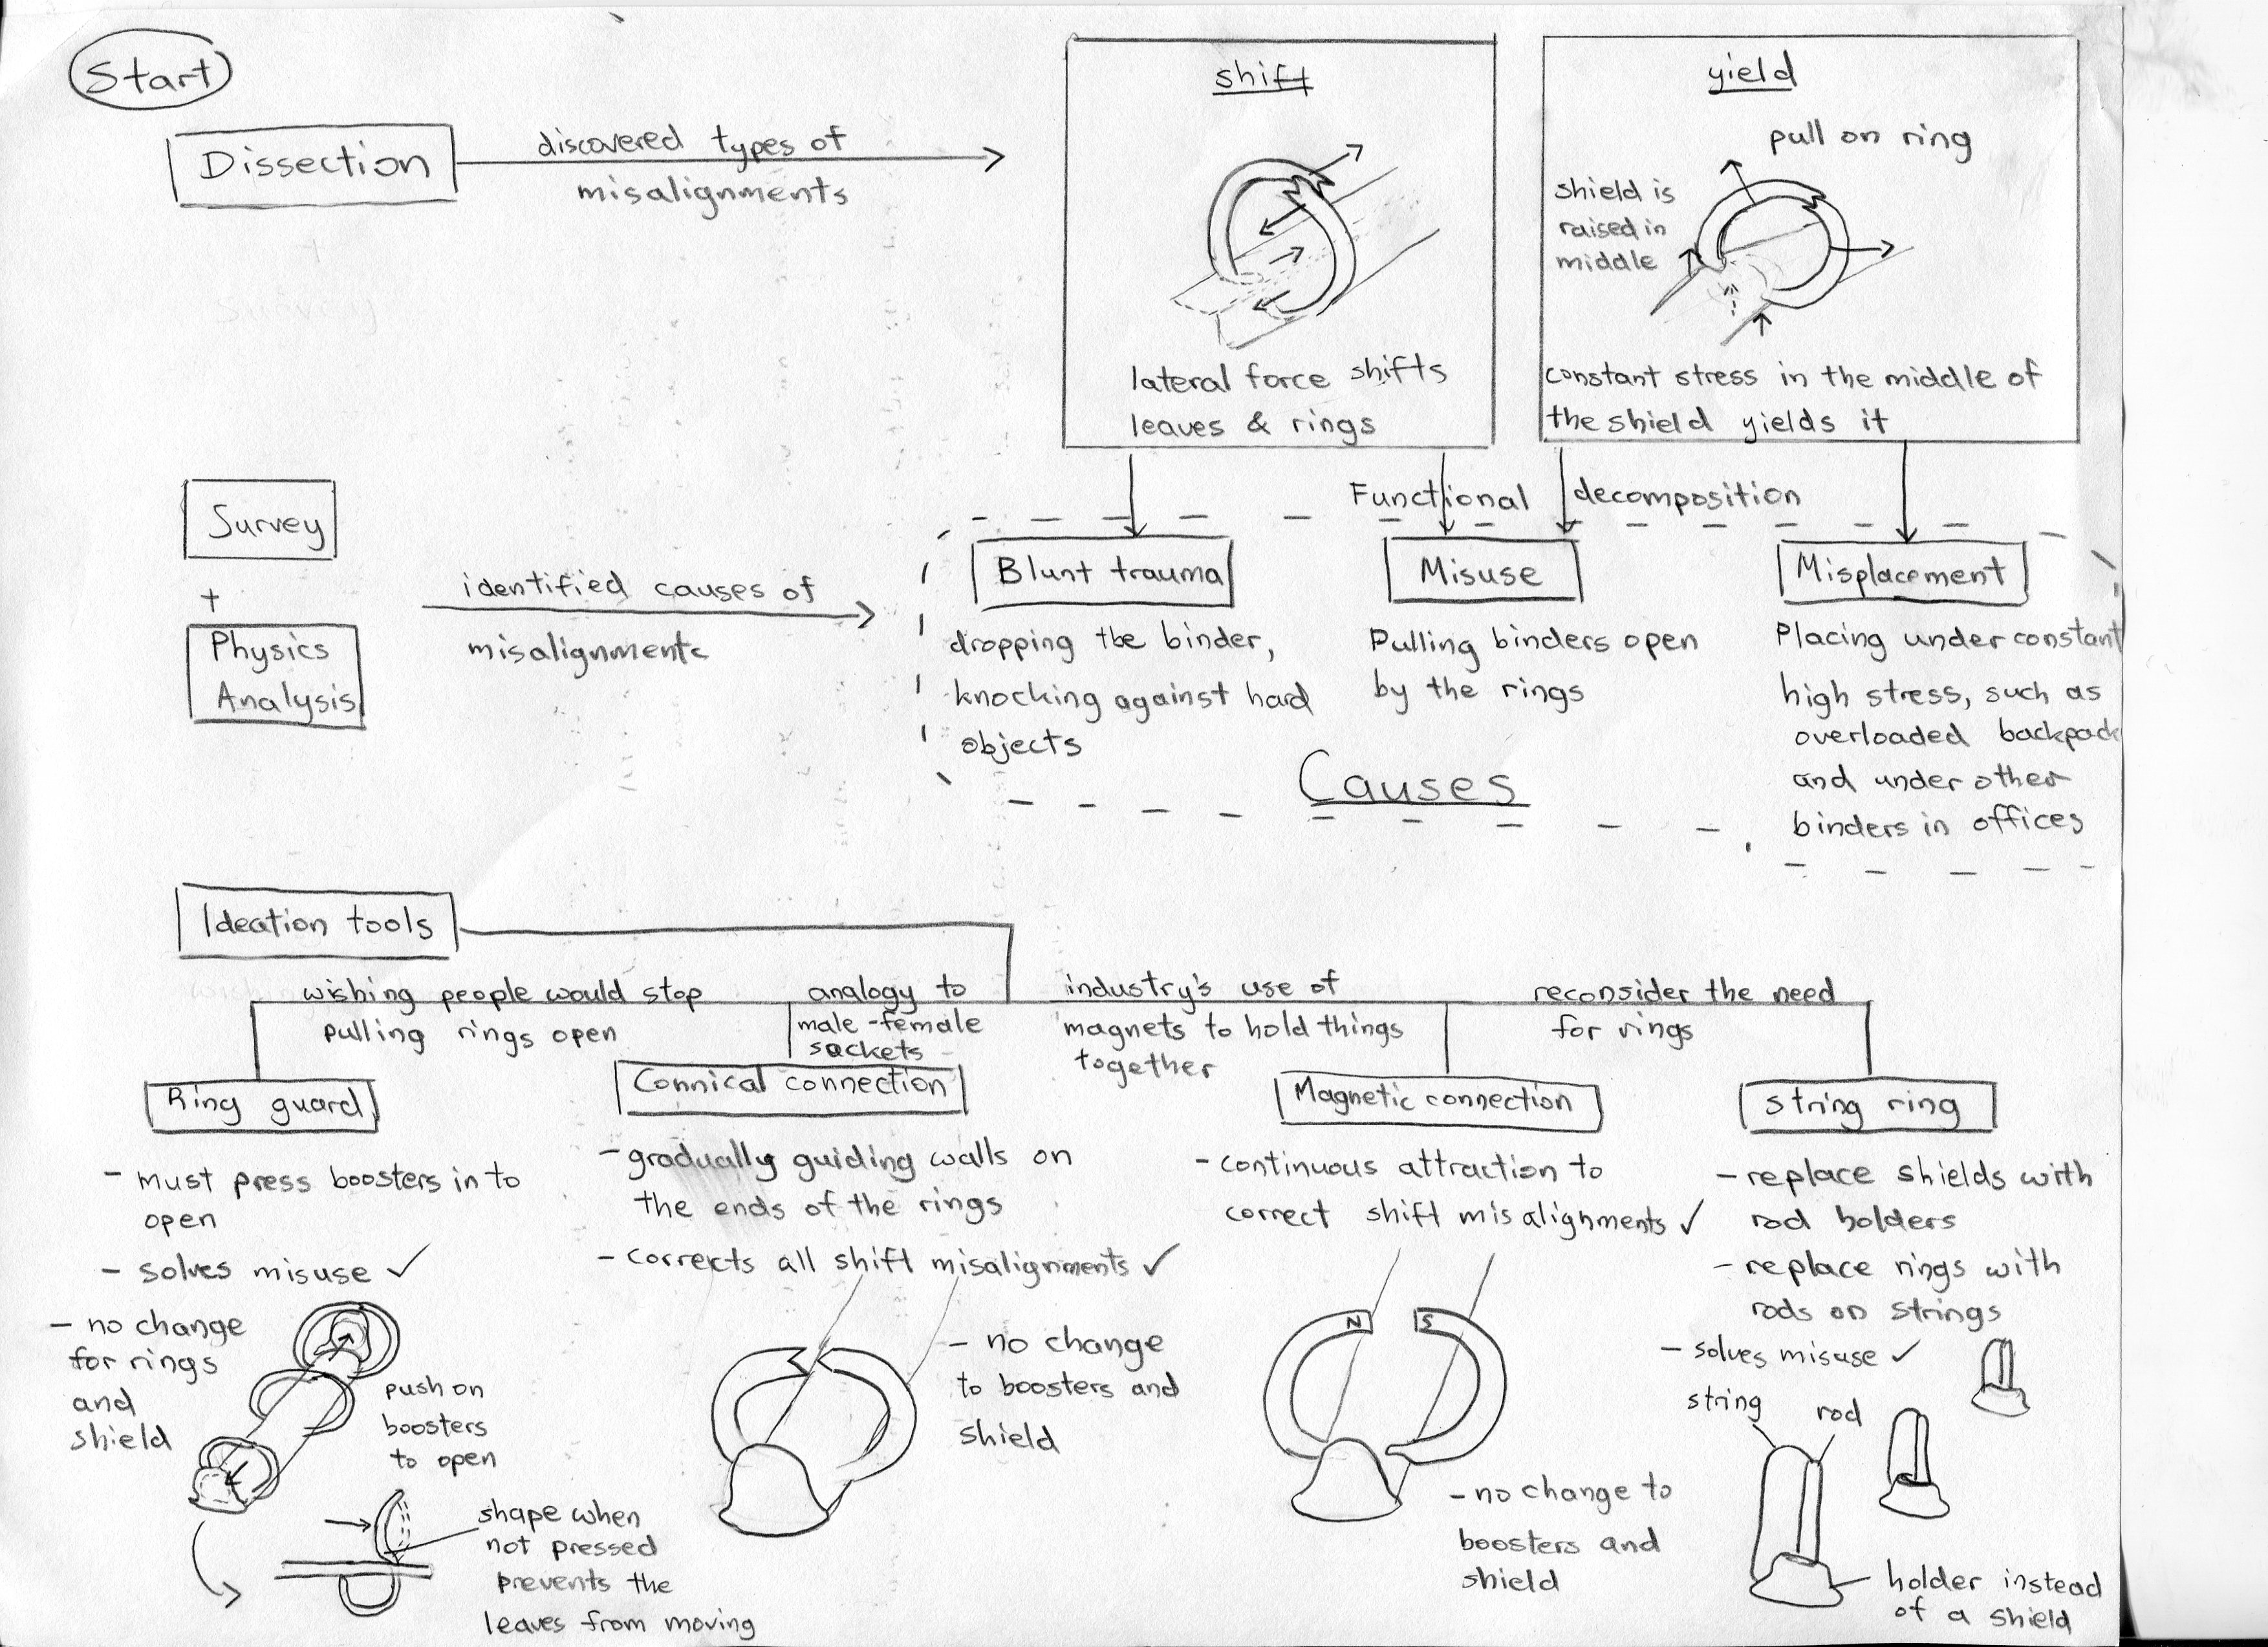 Start
Dissection
discovered types of
misalignments
shift
lateral force shifts
leaves & rings
yield
pull on ring
shield is
raised in
middle
constant stress in the middle of
the shield yields it
Survey
+
Physics
Analysis
identified causes of
misalignments
Functional decomposition
Blunt trauma
dropping the binder,
knocking against hard
objects
Misuse
Pulling binders open
by the rings
Misplacement
Placing under constant
high stress, such as
overloaded backpack
and under other
binders in offices
Causes
Ideation tools
wishing people would stop
pulling rings open
analogy to
male-female
sockets
industry's use of
magnets to hold things
together
reconsider the need
for rings
Ring guard
- must press boosters in to
open
- solves misuse ✓
- no change
for rings
and
shield
push on
boosters
to open
shape when
not pressed
prevents the
leaves from moving
Connical connection
- gradually guiding walls on
the ends of the rings
- corrects all shift misalignments ✓
- no change
to boosters and
shield
Magnetic connection
- continuous attraction to
correct shift misalignments ✓
N S
- no change to
boosters and
shield
string ring
- replace shields with
rod holders
- replace rings with
rods on strings
- solves misuse ✓
string
rod
holder instead
of a shield